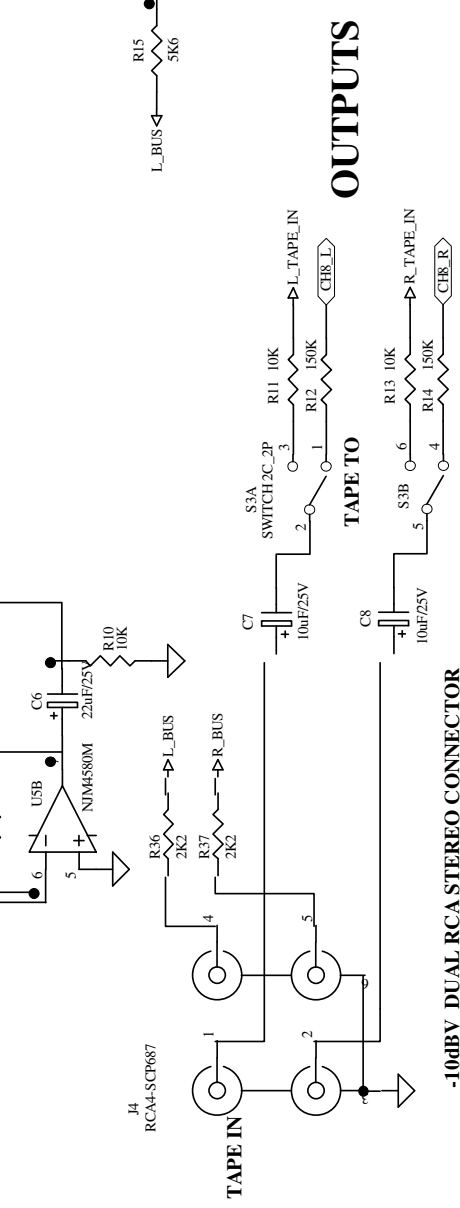 R15
5K6
L_BUS
OUTPUTS
L_TAPE_IN
CH8_L
R11 10K
R12 150K
R_TAPE_IN
CH8_R
R13 10K
R14 150K
3
1
S3A
SWITCH 2C_2P
2
TAPE TO
6
4
S3B
5
C7
10uF/25V
+
C8
10uF/25V
+
R10
10K
C6
22uF/25V
+
U5B
NJM4580M
6
5
L_BUS
R_BUS
R36
2K2
R37
2K2
4
5
1
2
6
3
J4
RCA4-SCP687
TAPE IN
-10dBV DUAL RCA STEREO CONNECTOR